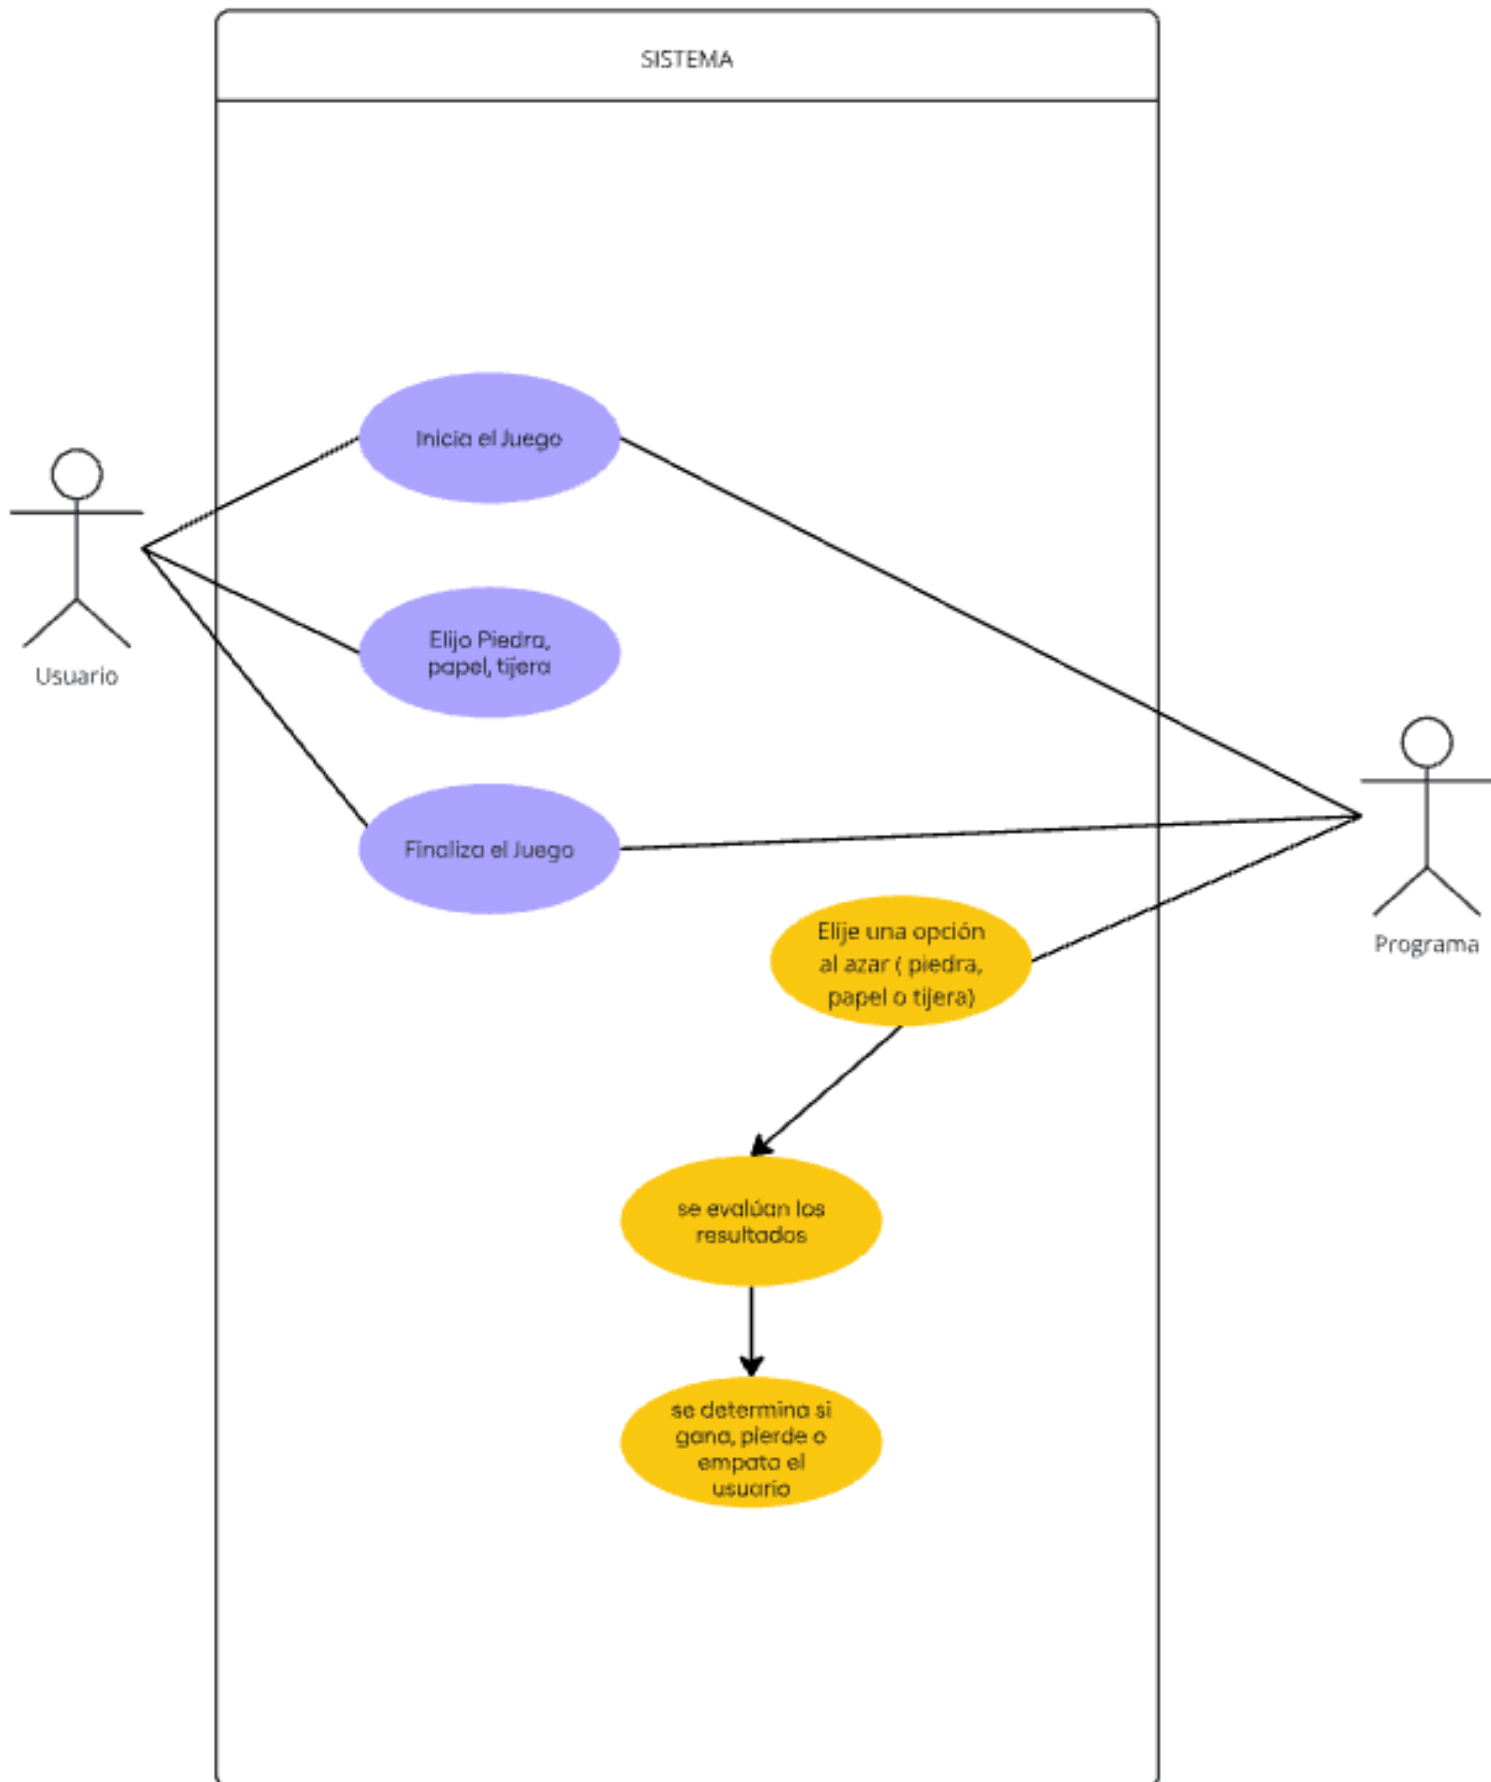 SISTEMA
Inicia el Juego
Elijo Piedra,
papel, tijera
Usuario
Finaliza el Juego
Elije una opción
al azar ( piedra,
papel o tijera)
Programa
se evalúan los
resultados
se determina si
gana, pierde o
empata el
usuario